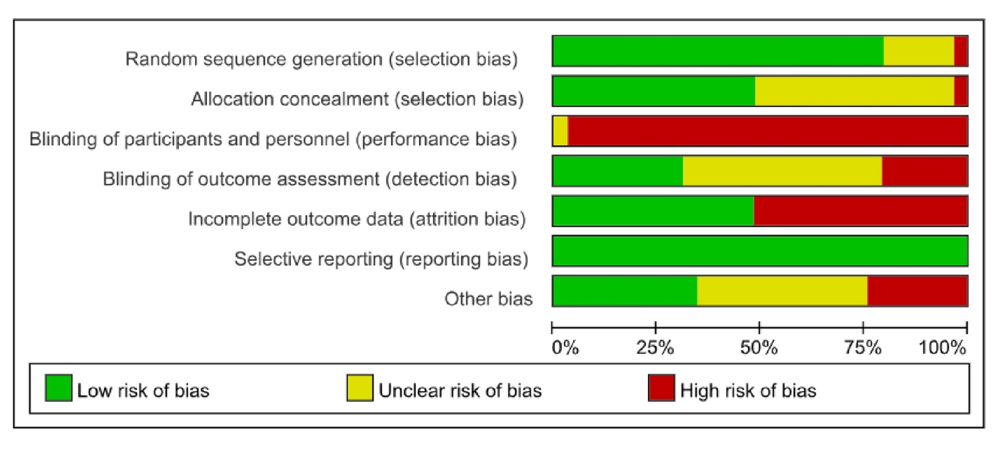 Random sequence generation (selection bias)
Allocation concealment (selection bias)
Blinding of participants and personnel (performance bias)
Blinding of outcome assessment (detection bias)
Incomplete outcome data (attrition bias)
Selective reporting (reporting bias)
Other bias
0% 25% 50% 75% 100%
Low risk of bias Unclear risk of bias High risk of bias